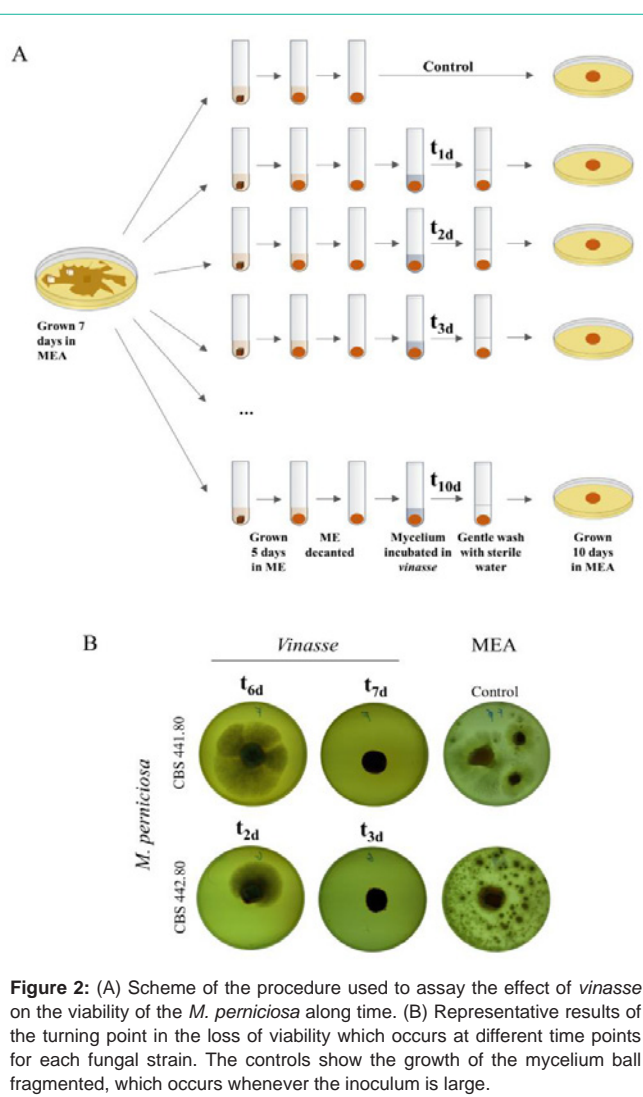 A
Control
t1d
t2d
t3d
Grown 7
days in
MEA
...
t10d
Grown
5 days
in ME
ME
decanted
Mycelium
incubated in
vinasse
Gentle wash
with sterile
water
Grown
10 days
in MEA
B
Vinasse
MEA
t6d
t7d
Control
CBS 441.80
M. perniciosa
t2d
t3d
CBS 442.80
Figure 2: (A) Scheme of the procedure used to assay the effect of vinasse
on the viability of the M. perniciosa along time. (B) Representative results of
the turning point in the loss of viability which occurs at different time points
for each fungal strain. The controls show the growth of the mycelium ball
fragmented, which occurs whenever the inoculum is large.